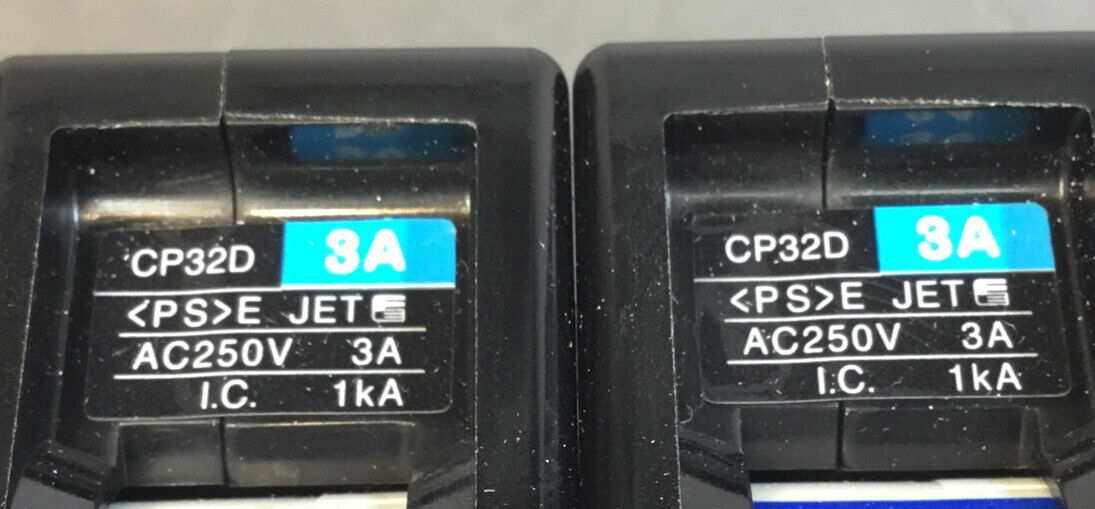 CP32D 3A
<PS>E JET
AC250V 3A
I.C. 1kA
CP32D 3A
<PS>E JET
AC250V 3A
I.C. 1kA